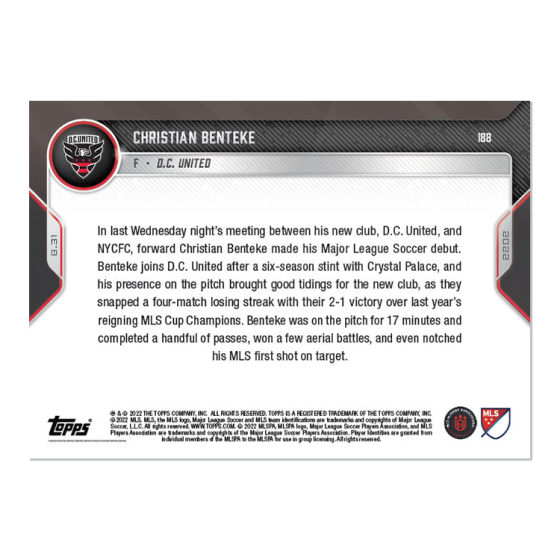 D.C. UNITED
CHRISTIAN BENTEKE
188
F • D.C. UNITED
8.31
2022
In last Wednesday night's meeting between his new club, D.C. United, and
NYCFC, forward Christian Benteke made his Major League Soccer debut.
Benteke joins D.C. United after a six-season stint with Crystal Palace, and
his presence on the pitch brought good tidings for the new club, as they
snapped a four-match losing streak with their 2-1 victory over last year's
reigning MLS Cup Champions. Benteke was on the pitch for 17 minutes and
completed a handful of passes, won a few aerial battles, and even notched
his MLS first shot on target.
Topps
® & © 2022 THE TOPPS COMPANY, INC. ALL RIGHTS RESERVED. TOPPS IS A REGISTERED TRADEMARK OF THE TOPPS COMPANY, INC.
© 2022 MLS. MLS, the MLS logo, Major League Soccer and MLS team identifications are trademarks and copyrights of Major League
Soccer, L.L.C. All rights reserved. WWW.TOPPS.COM. © 2022 MLSPA, MLSPA logo, Major League Soccer Players Association, and MLS
Players Association are trademarks and copyrights of the Major League Soccer Players Association. Player Identities are granted from
individual members of the MLSPA to the MLSPA for use in group licensing. All rights reserved.
MLS